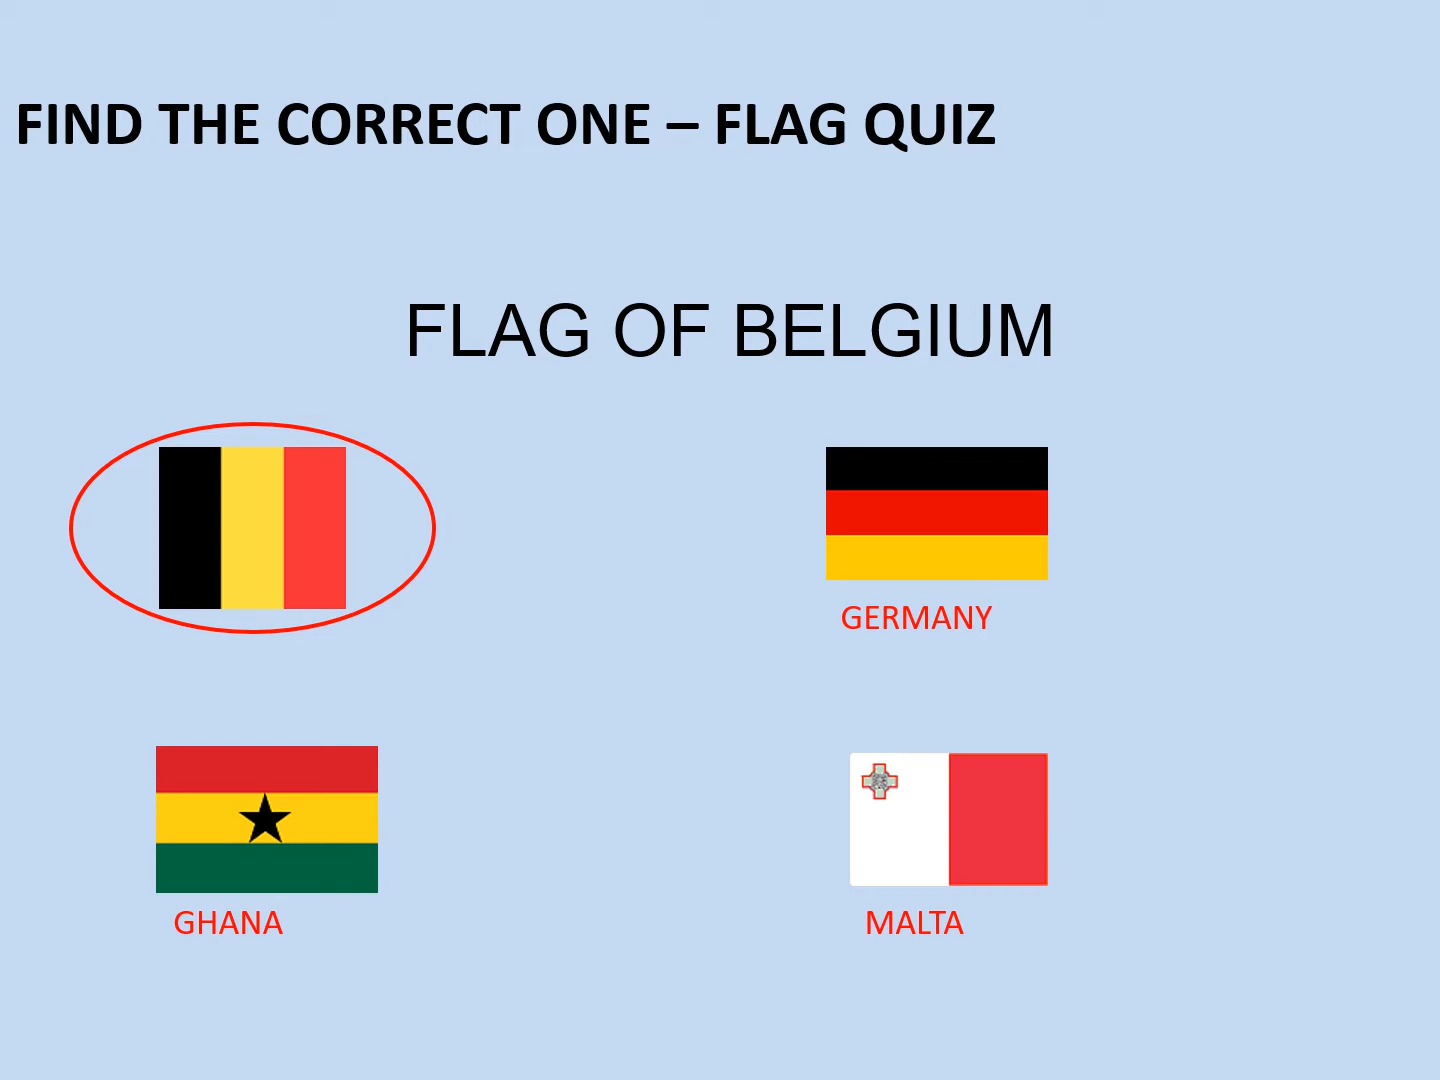 FIND THE CORRECT ONE – FLAG QUIZ
FLAG OF BELGIUM
GERMANY
GHANA
MALTA